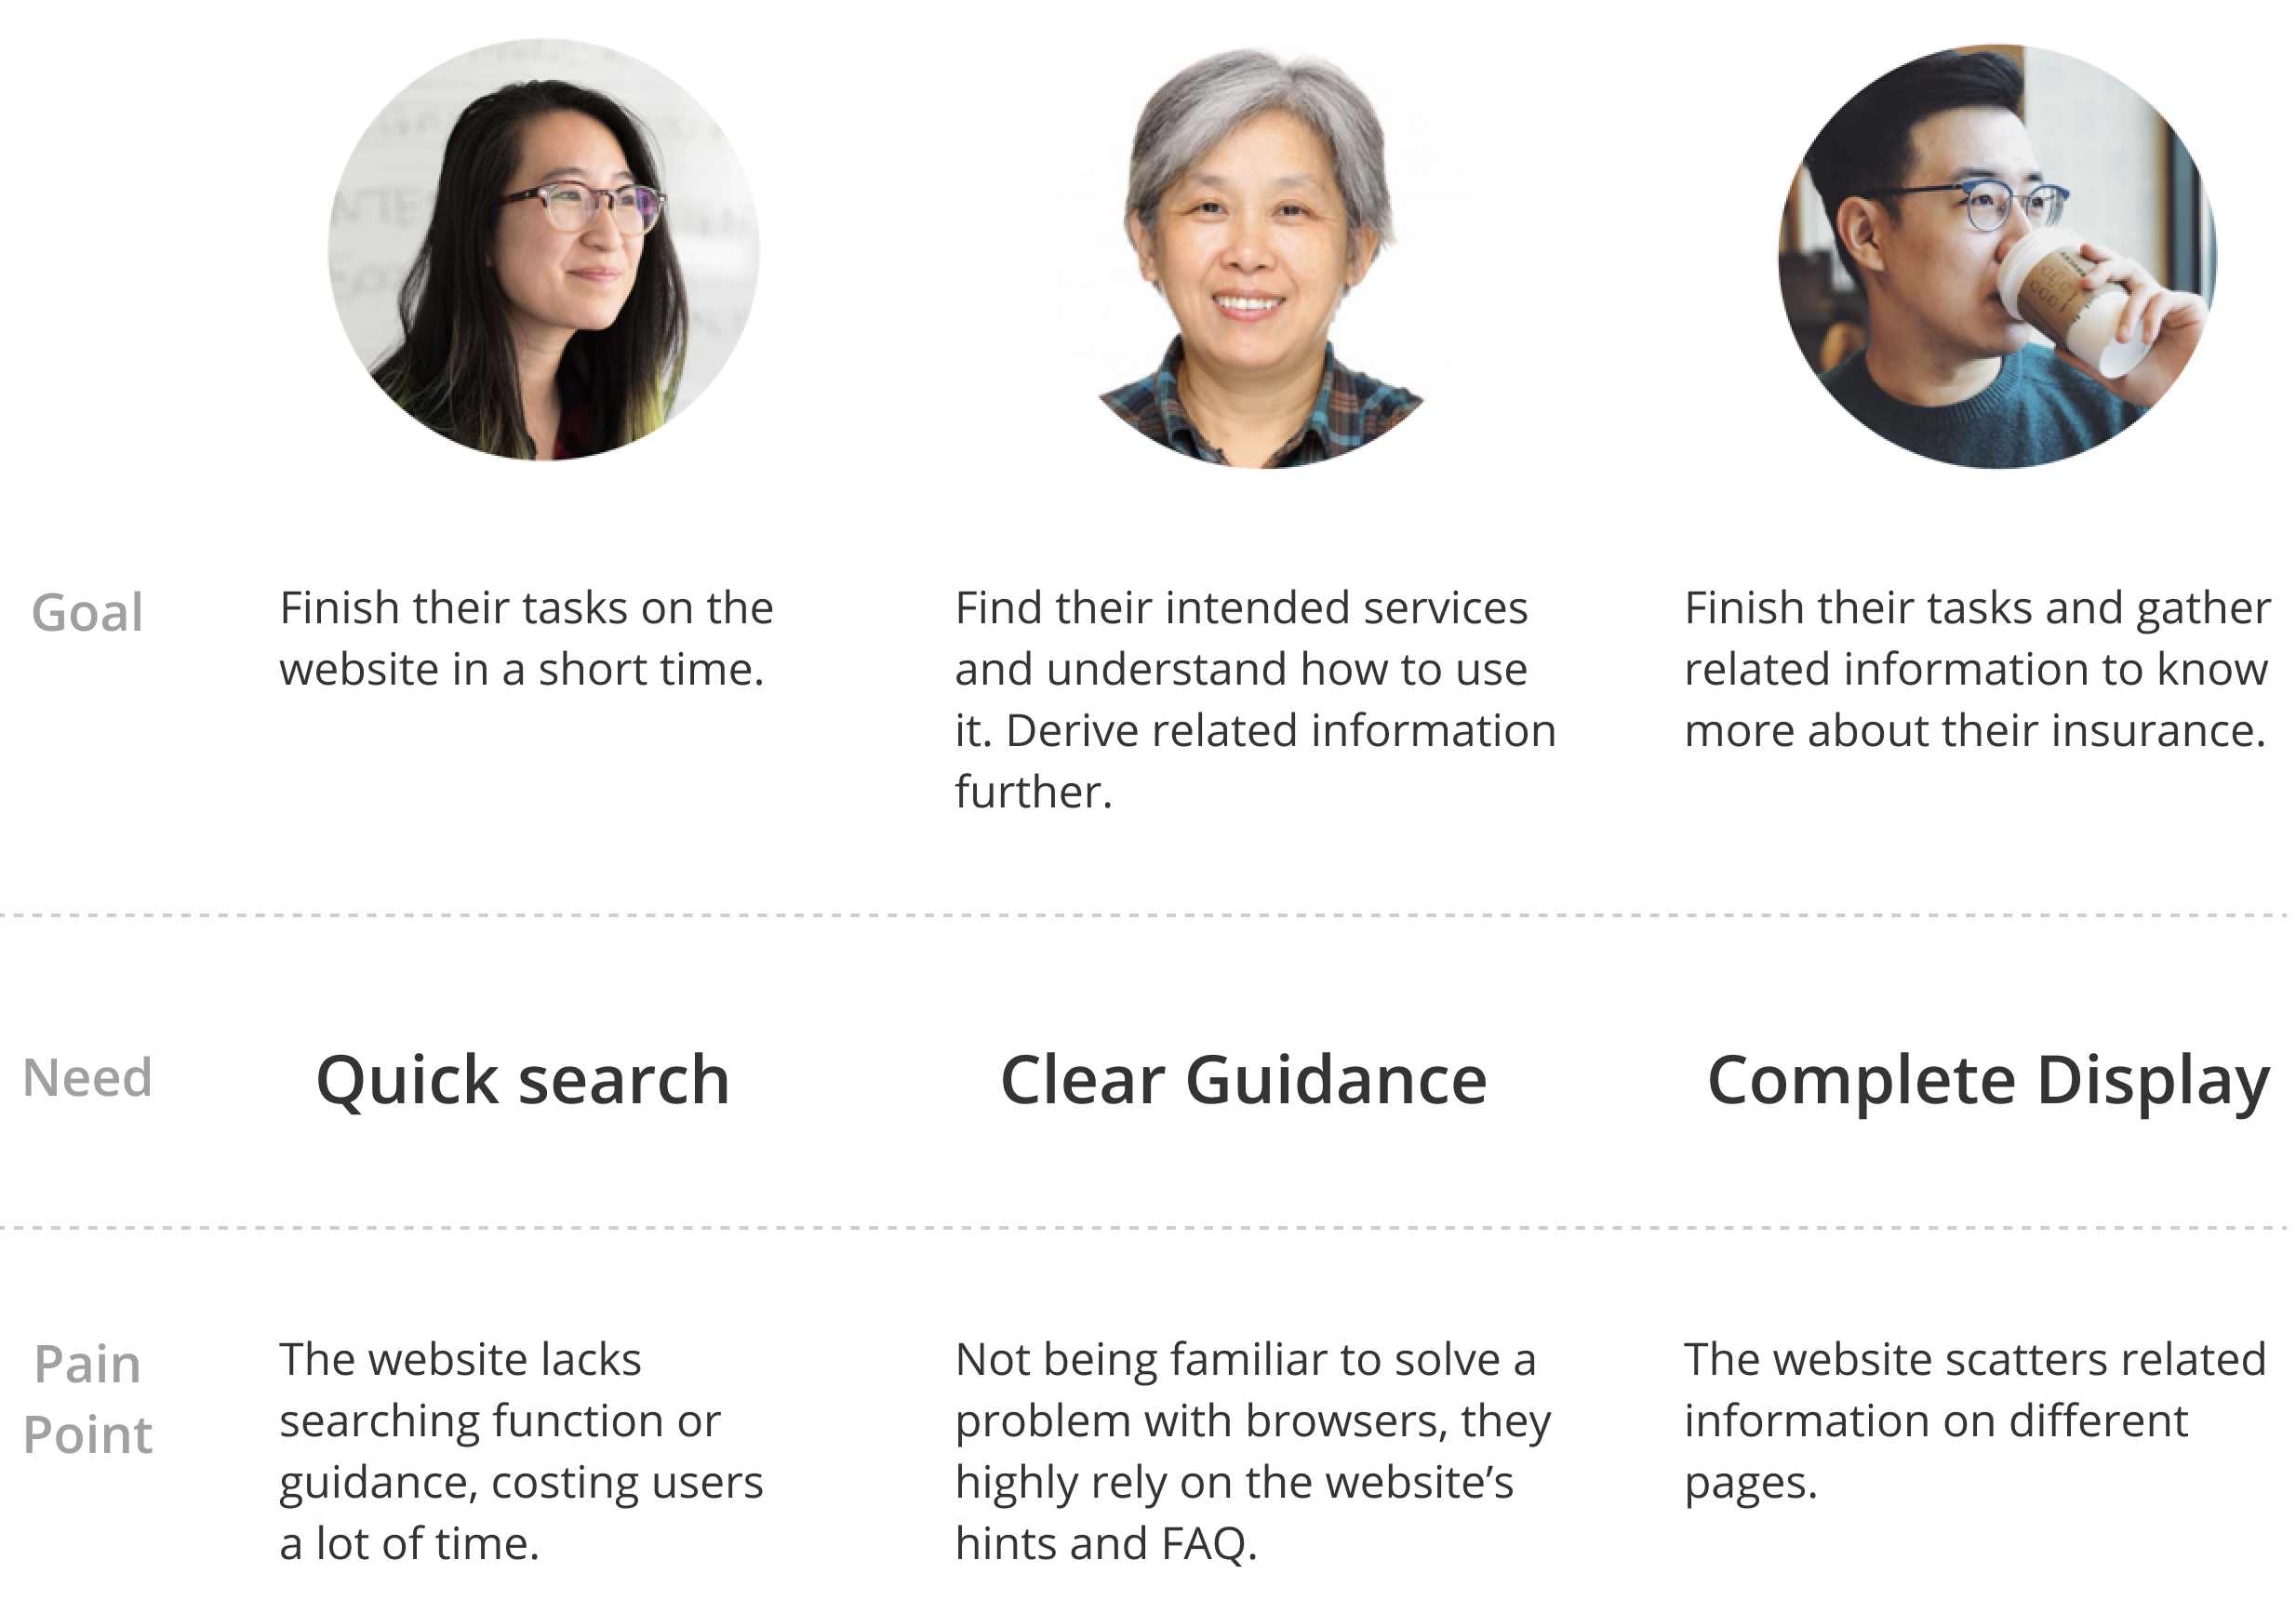 Goal
Finish their tasks on the
website in a short time.
Find their intended services
and understand how to use
it. Derive related information
further.
Finish their tasks and gather
related information to know
more about their insurance.
Need
Quick search
Clear Guidance
Complete Display
Pain
Point
The website lacks
searching function or
guidance, costing users
a lot of time.
Not being familiar to solve a
problem with browsers, they
highly rely on the website’s
hints and FAQ.
The website scatters related
information on different
pages.